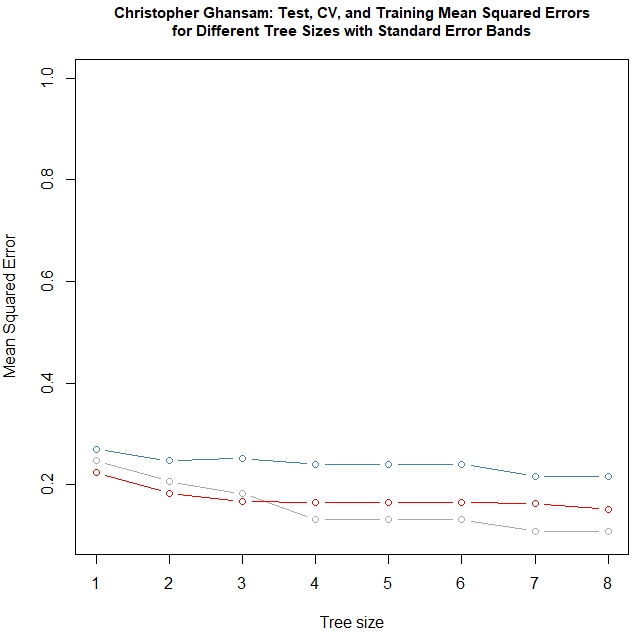 Christopher Ghansam: Test, CV, and Training Mean Squared Errors
for Different Tree Sizes with Standard Error Bands
Mean Squared Error
1.0
0.8
0.6
0.4
0.2
1 2 3 4 5 6 7 8
Tree size